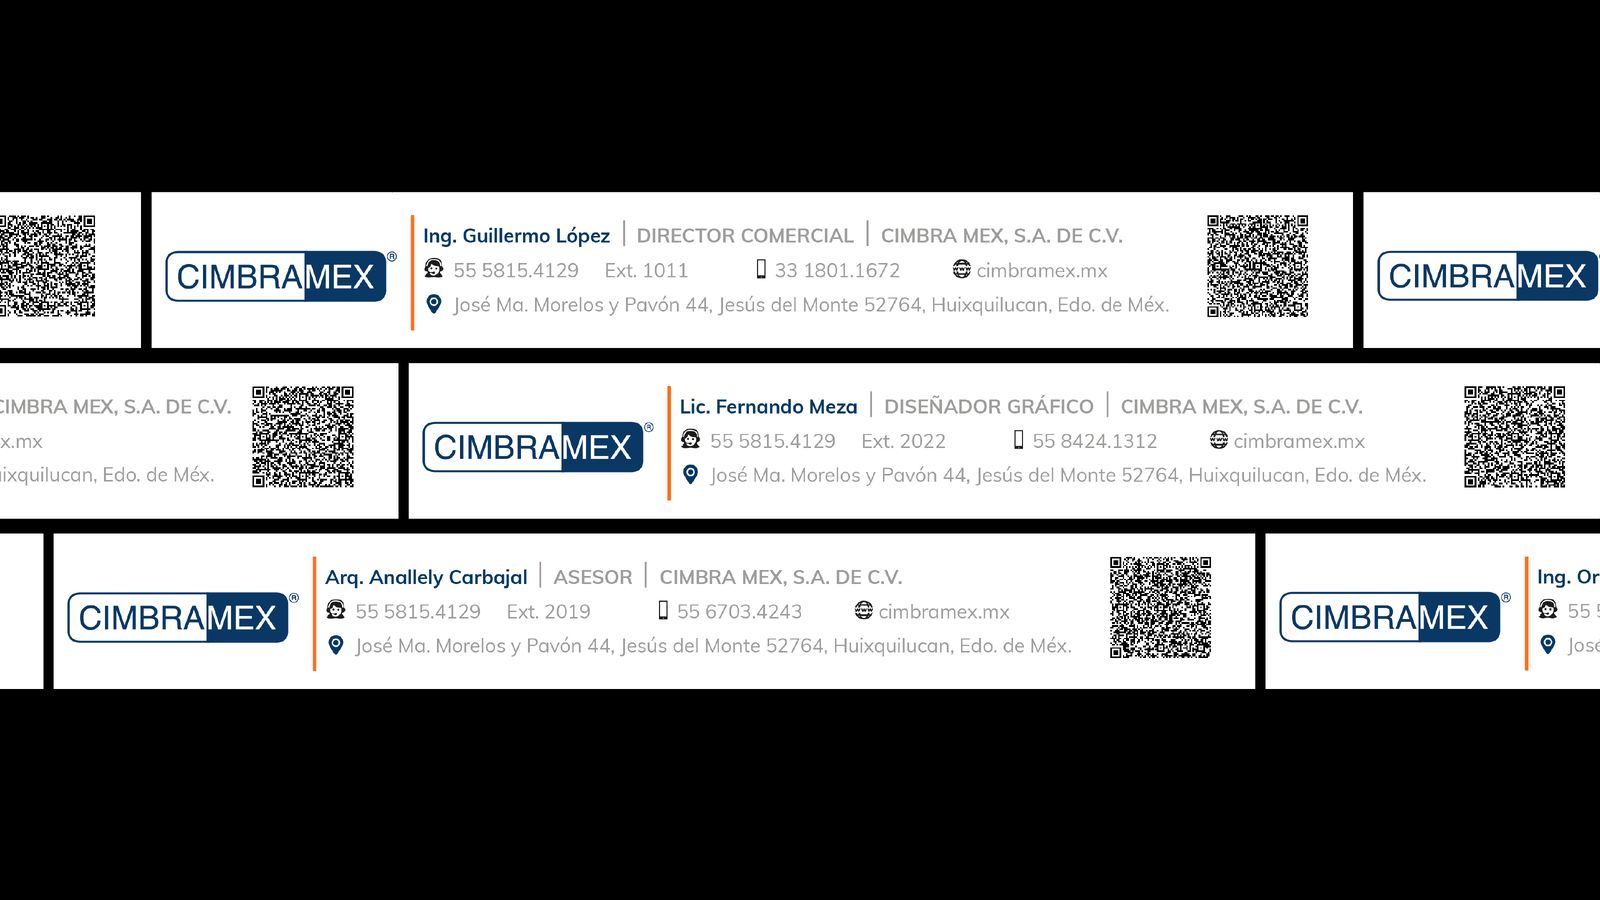 CIMBRAMEX®
Ing. Guillermo López | DIRECTOR COMERCIAL | CIMBRA MEX, S.A. DE C.V.
55 5815.4129 Ext. 1011 33 1801.1672 cimbramex.mx
José Ma. Morelos y Pavón 44, Jesús del Monte 52764, Huixquilucan, Edo. de Méx.
CIMBRAMEX
CIMBRA MEX, S.A. DE C.V.
x.mx
ixquilucan, Edo. de Méx.
CIMBRAMEX®
Lic. Fernando Meza | DISEÑADOR GRÁFICO | CIMBRA MEX, S.A. DE C.V.
55 5815.4129 Ext. 2022 55 8424.1312 cimbramex.mx
José Ma. Morelos y Pavón 44, Jesús del Monte 52764, Huixquilucan, Edo. de Méx.
CIMBRAMEX®
Arq. Anallely Carbajal | ASESOR | CIMBRA MEX, S.A. DE C.V.
55 5815.4129 Ext. 2019 55 6703.4243 cimbramex.mx
José Ma. Morelos y Pavón 44, Jesús del Monte 52764, Huixquilucan, Edo. de Méx.
CIMBRAMEX®
Ing. Or
55 5
José